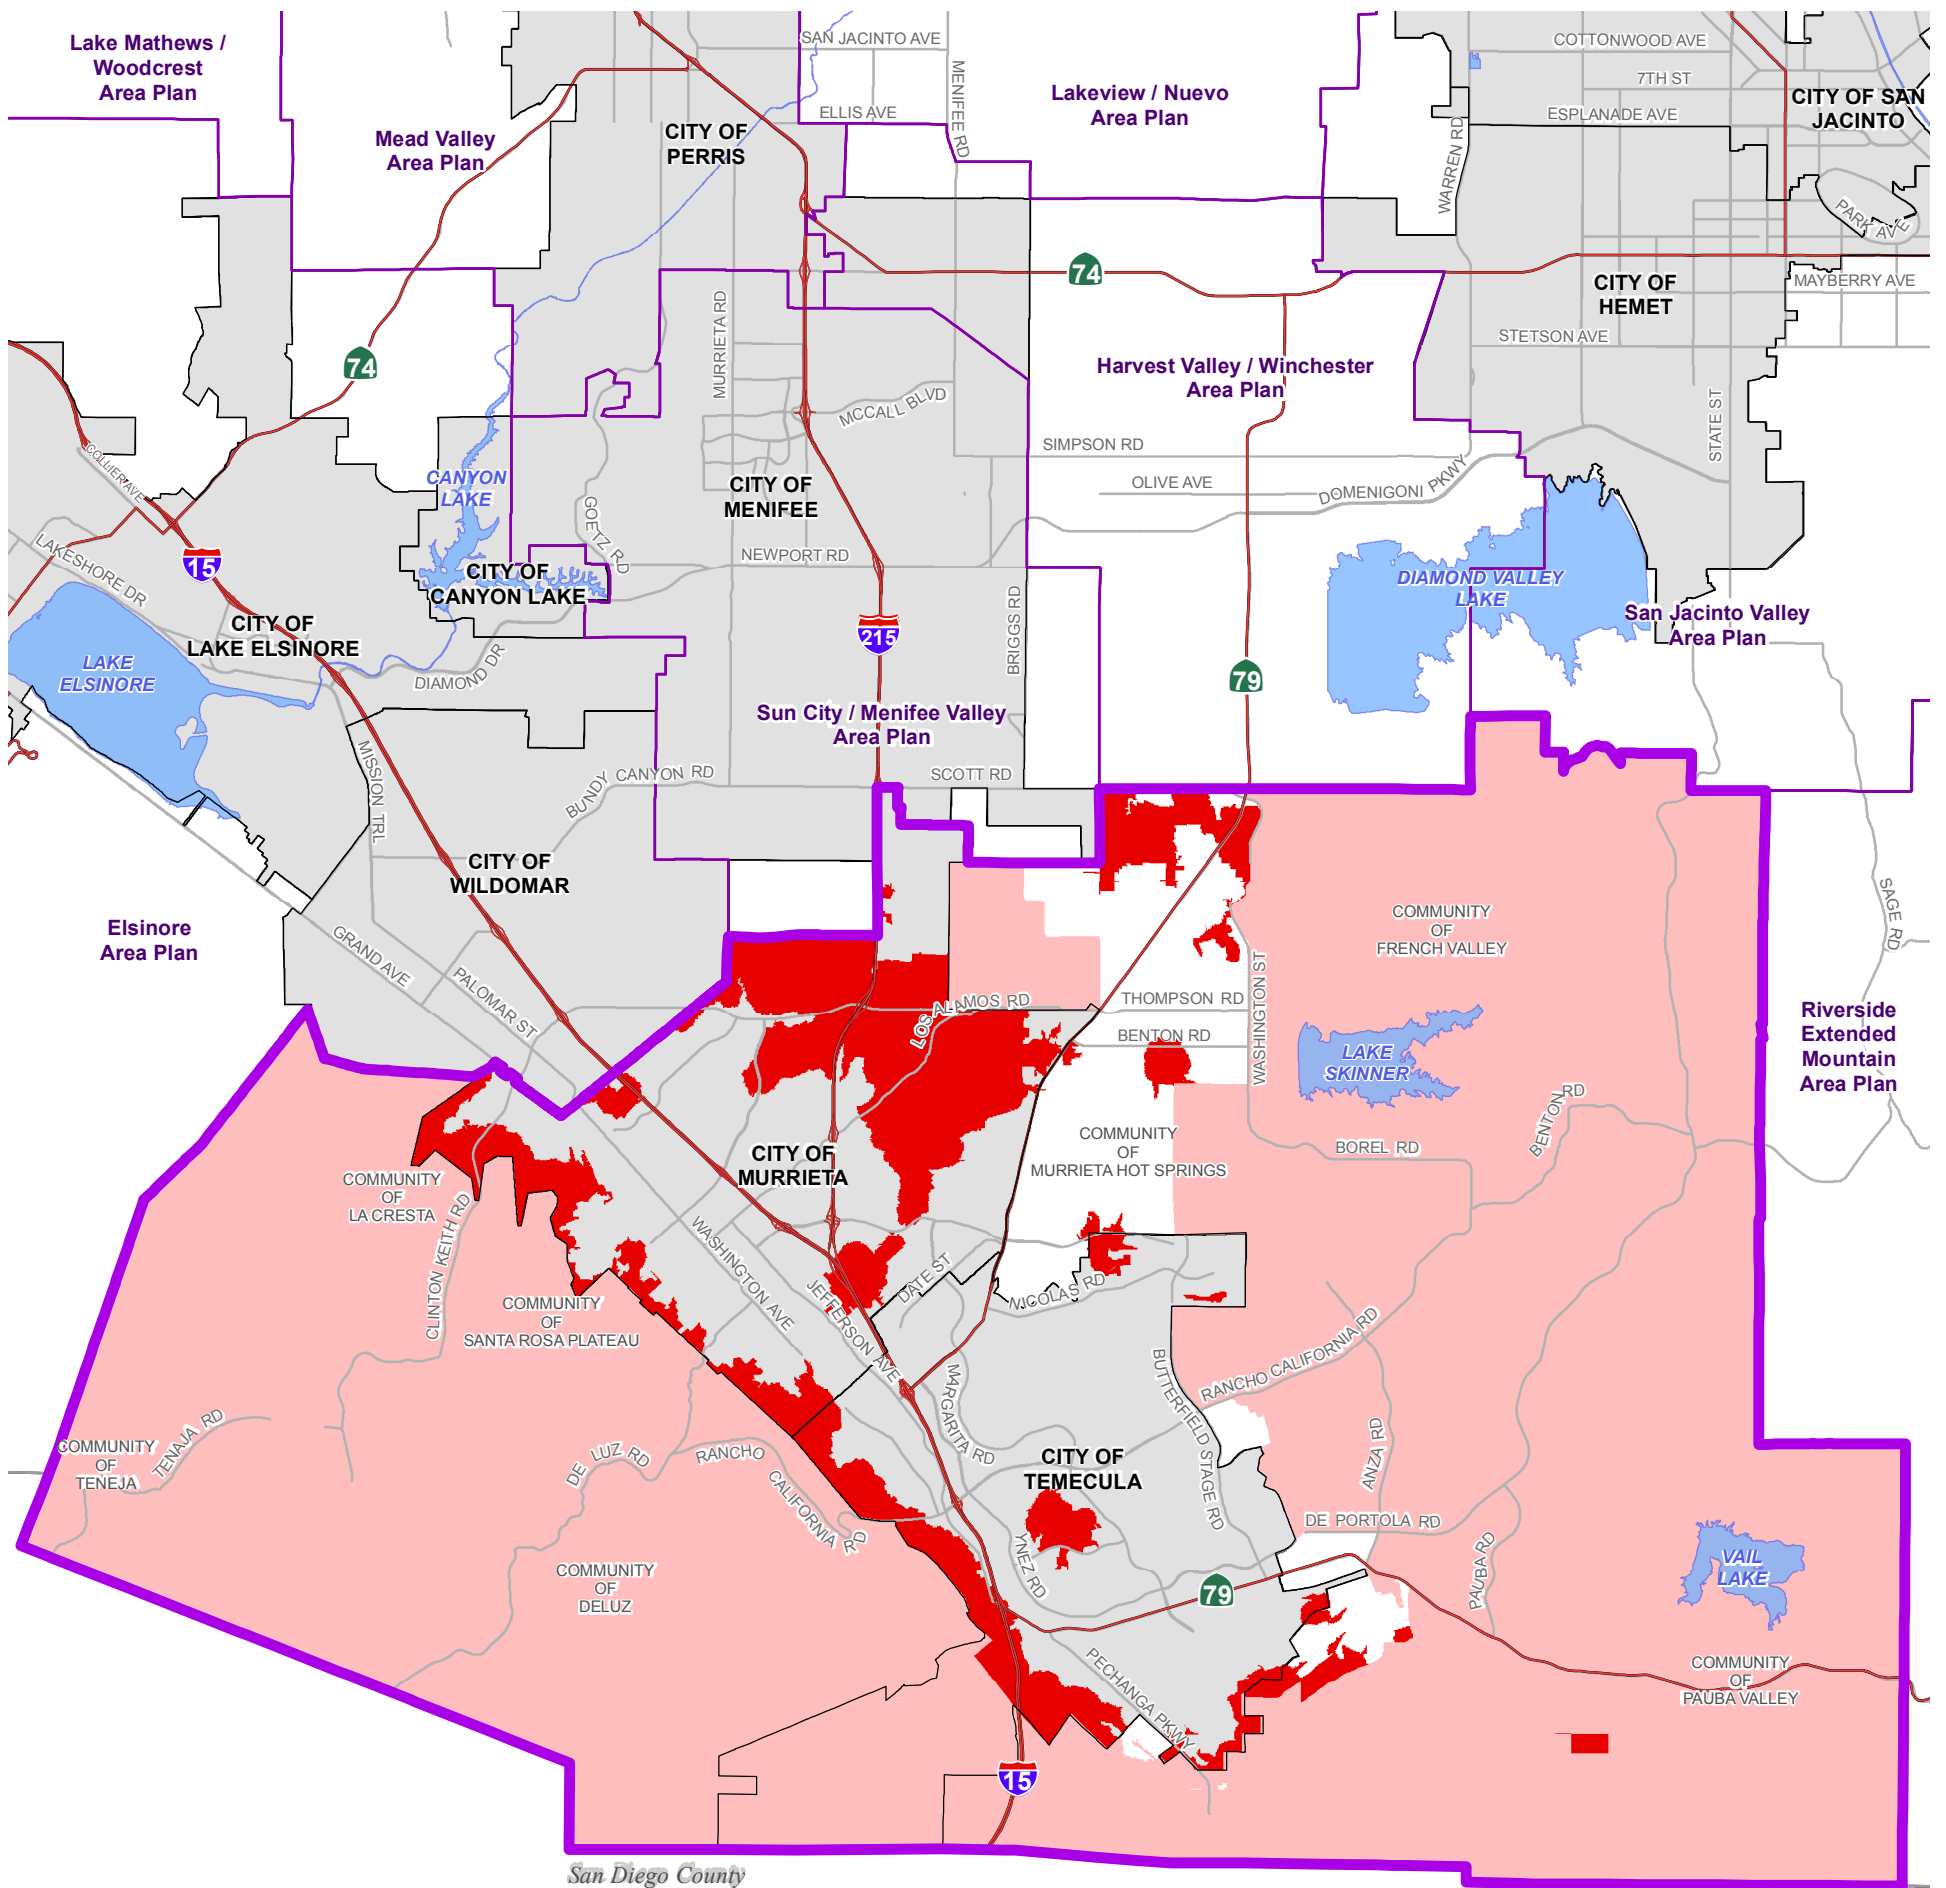 Lake Mathews /
Woodcrest
Area Plan
Mead Valley
Area Plan
CITY OF
PERRIS
SAN JACINTO AVE
ELLIS AVE
MENIFEE RD
Lakeview / Nuevo
Area Plan
COTTONWOOD AVE
7TH ST
ESPLANADE AVE
CITY OF SAN
JACINTO
WARREN RD
PARK AVE
74
74
MURRIETA RD
CITY OF
HEMET
MAYBERRY AVE
STETSON AVE
Harvest Valley / Winchester
Area Plan
MCCALL BLVD
STATE ST
SIMPSON RD
OLIVE AVE
DOMENIGONI PKWY
COLLIER AVE
CANYON
LAKE
GOETZ RD
CITY OF
MENIFEE
NEWPORT RD
LAKESHORE DR
15
CITY OF
CANYON LAKE
DIAMOND VALLEY
LAKE
San Jacinto Valley
Area Plan
CITY OF
LAKE ELSINORE
LAKE
ELSINORE
215
BRIGGS RD
79
DIAMOND DR
Sun City / Menifee Valley
Area Plan
MISSION TRL
BUNDY CANYON RD
SCOTT RD
CITY OF
WILDOMAR
Elsinore
Area Plan
GRAND AVE
PALOMAR ST
COMMUNITY
OF
FRENCH VALLEY
SAGE RD
WASHINGTON ST
LOS ALAMOS RD
THOMPSON RD
BENTON RD
LAKE
SKINNER
Riverside
Extended
Mountain
Area Plan
BENTON RD
COMMUNITY
OF
MURRIETA HOT SPRINGS
BOREL RD
CITY OF
MURRIETA
COMMUNITY
OF
LA CRESTA
CLINTON KEITH RD
WASHINGTON AVE
JEFFERSON AVE
DATE ST
NICOLAS RD
COMMUNITY
OF
SANTA ROSA PLATEAU
MARGARITA RD
BUTTERFIELD STAGE RD
RANCHO CALIFORNIA RD
COMMUNITY
OF
TENEJA
TENAJA RD
DE LUZ RD
RANCHO CALIFORNIA RD
CITY OF
TEMECULA
ANZA RD
DE PORTOLA RD
PAUBA RD
VAIL
LAKE
COMMUNITY
OF
DELUZ
YNEZ RD
79
PECHANGA PKWY
COMMUNITY
OF
PAUBA VALLEY
15
San Diego County